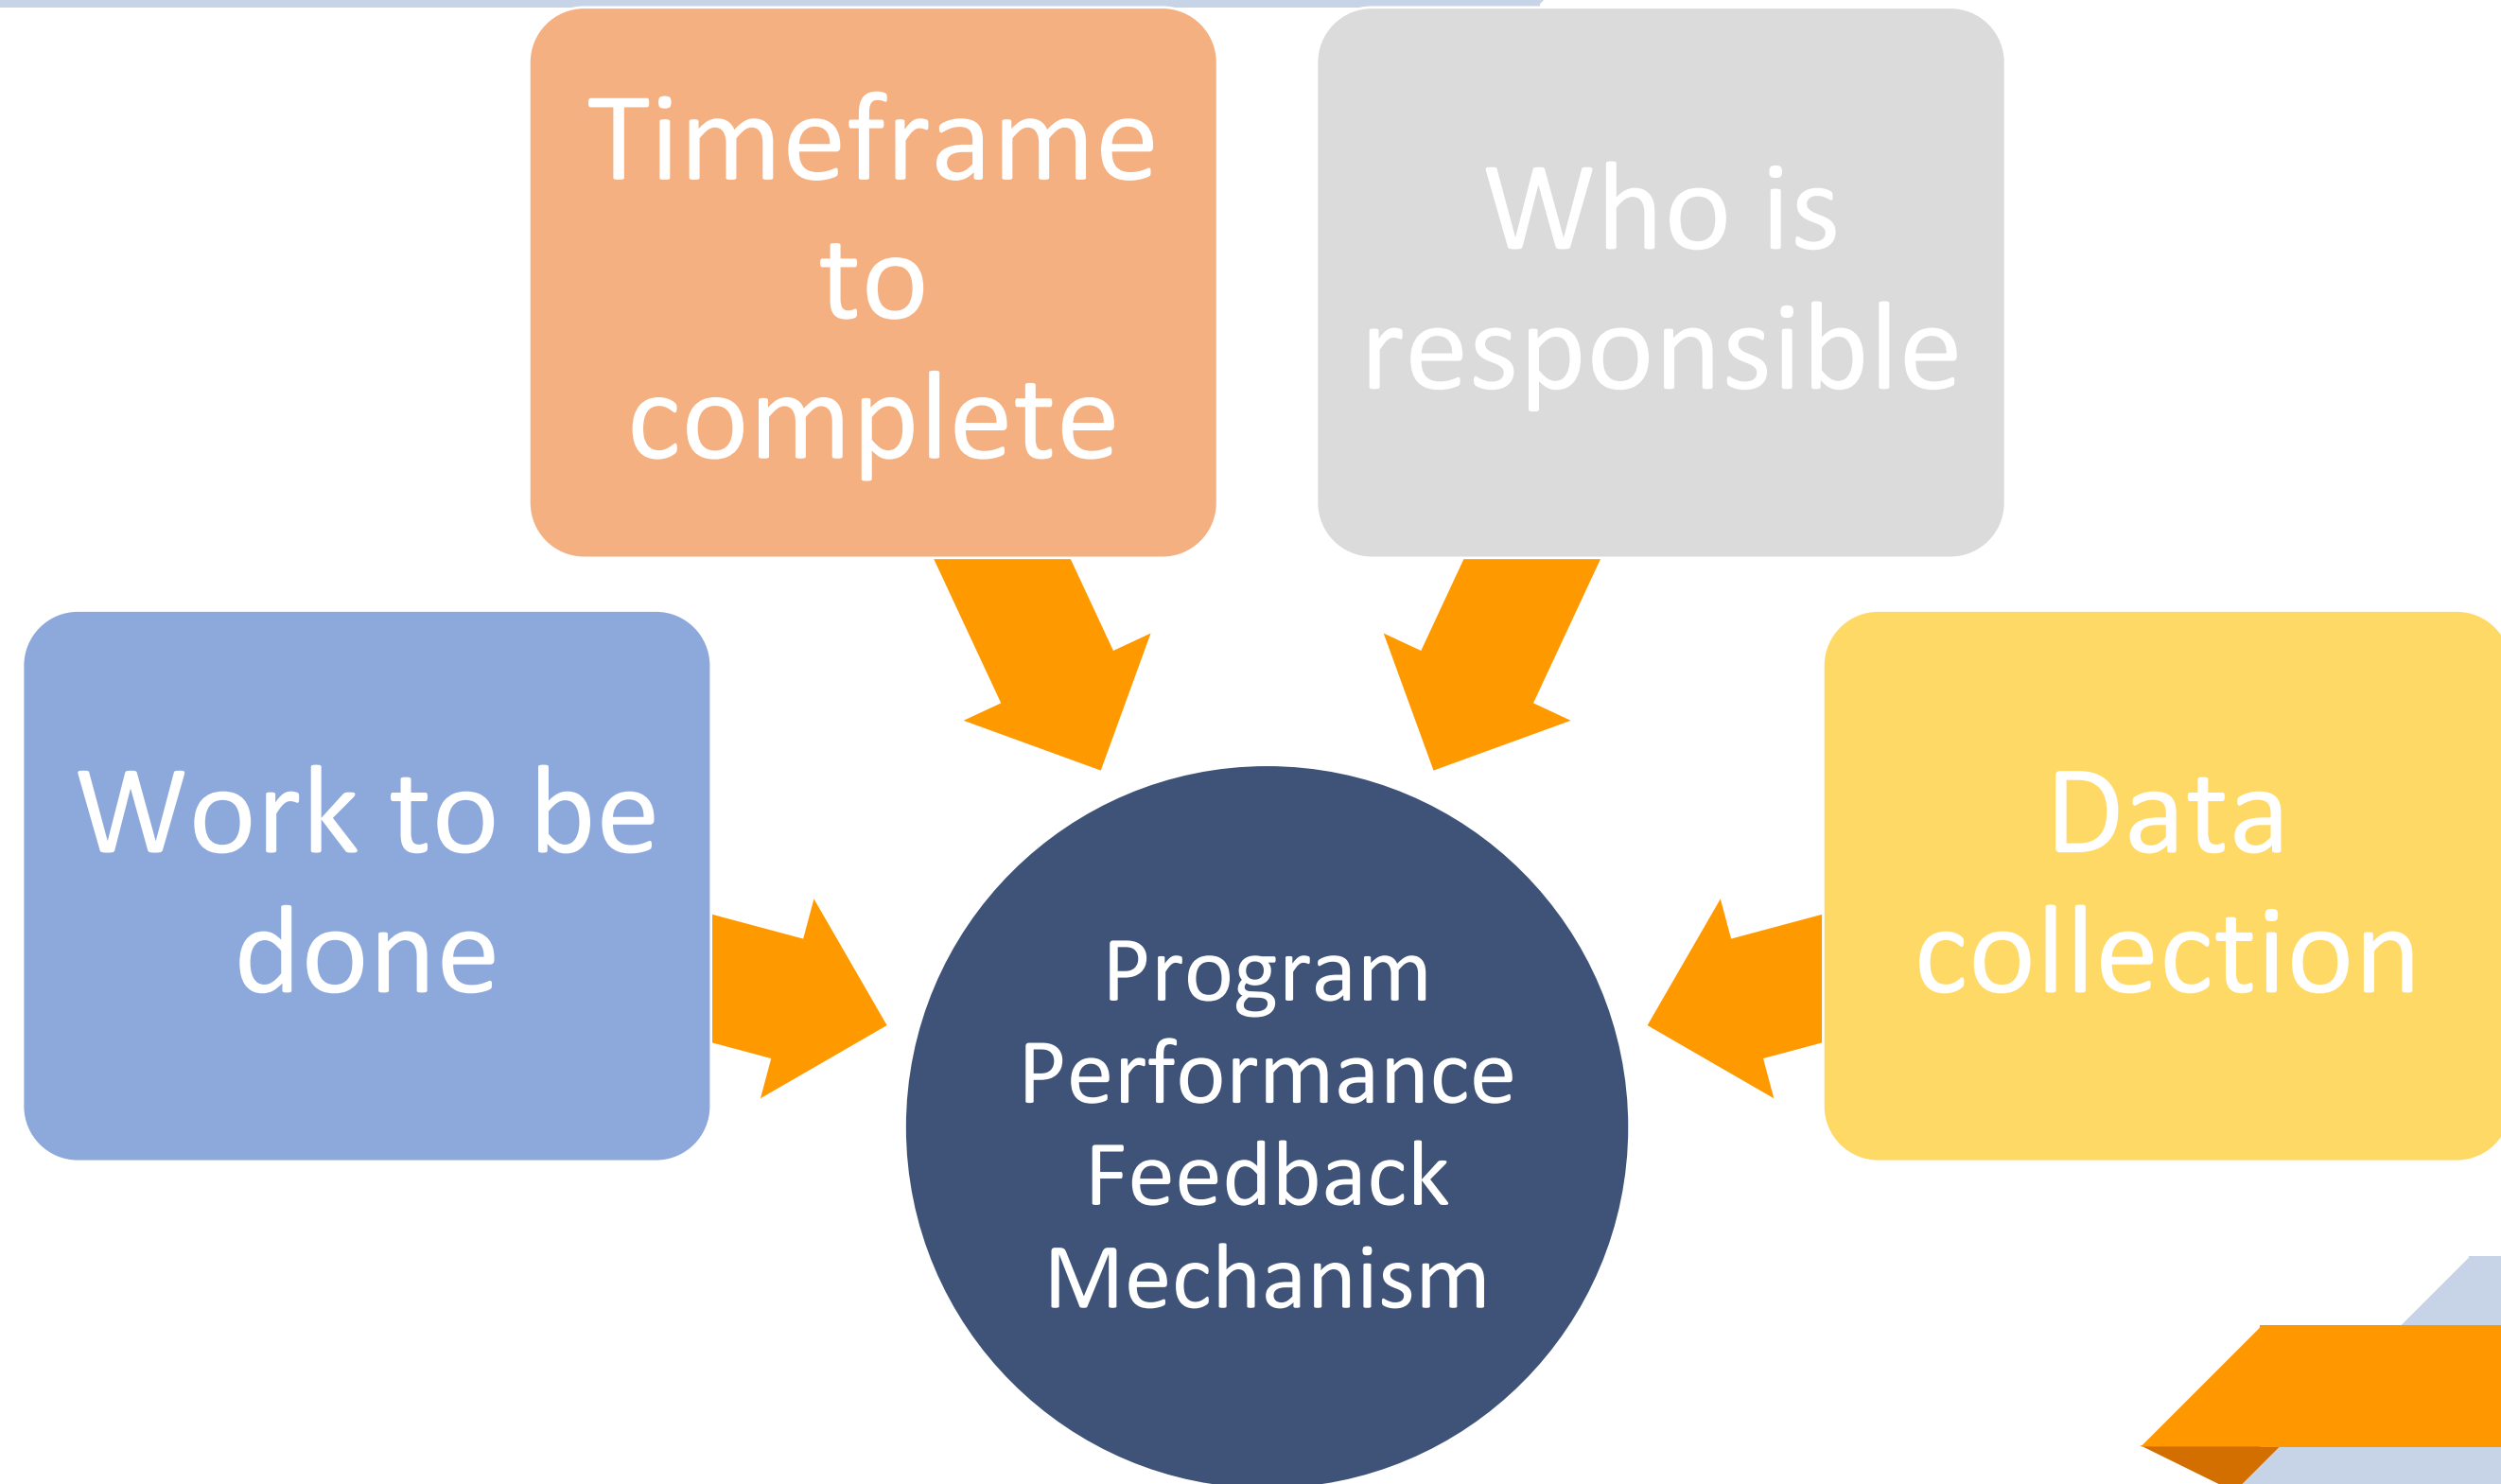 Timeframe
to
complete
Who is
responsible
Work to be
done
Data
collection
Program
Performance
Feedback
Mechanism